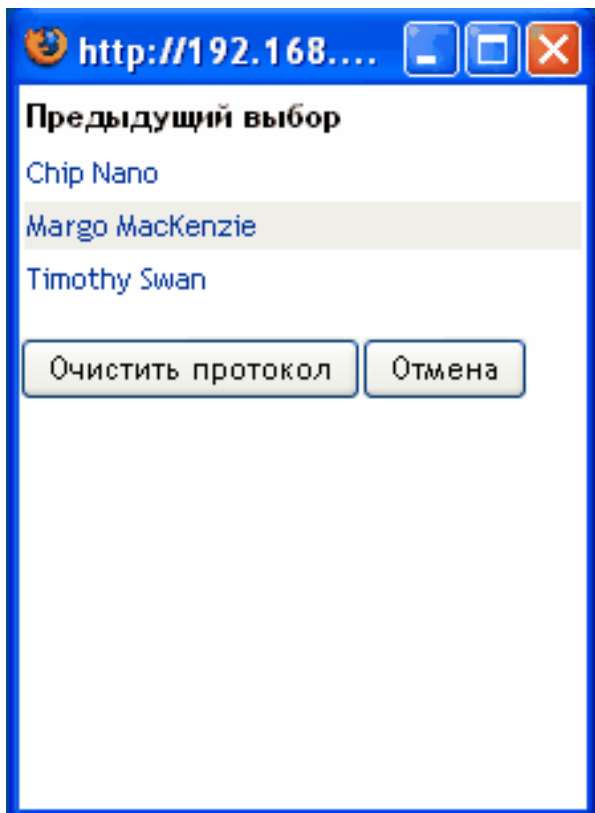 http://192.168....
Предыдущий выбор
Chip Nano
Margo MacKenzie
Timothy Swan
Очистить протокол Отмена